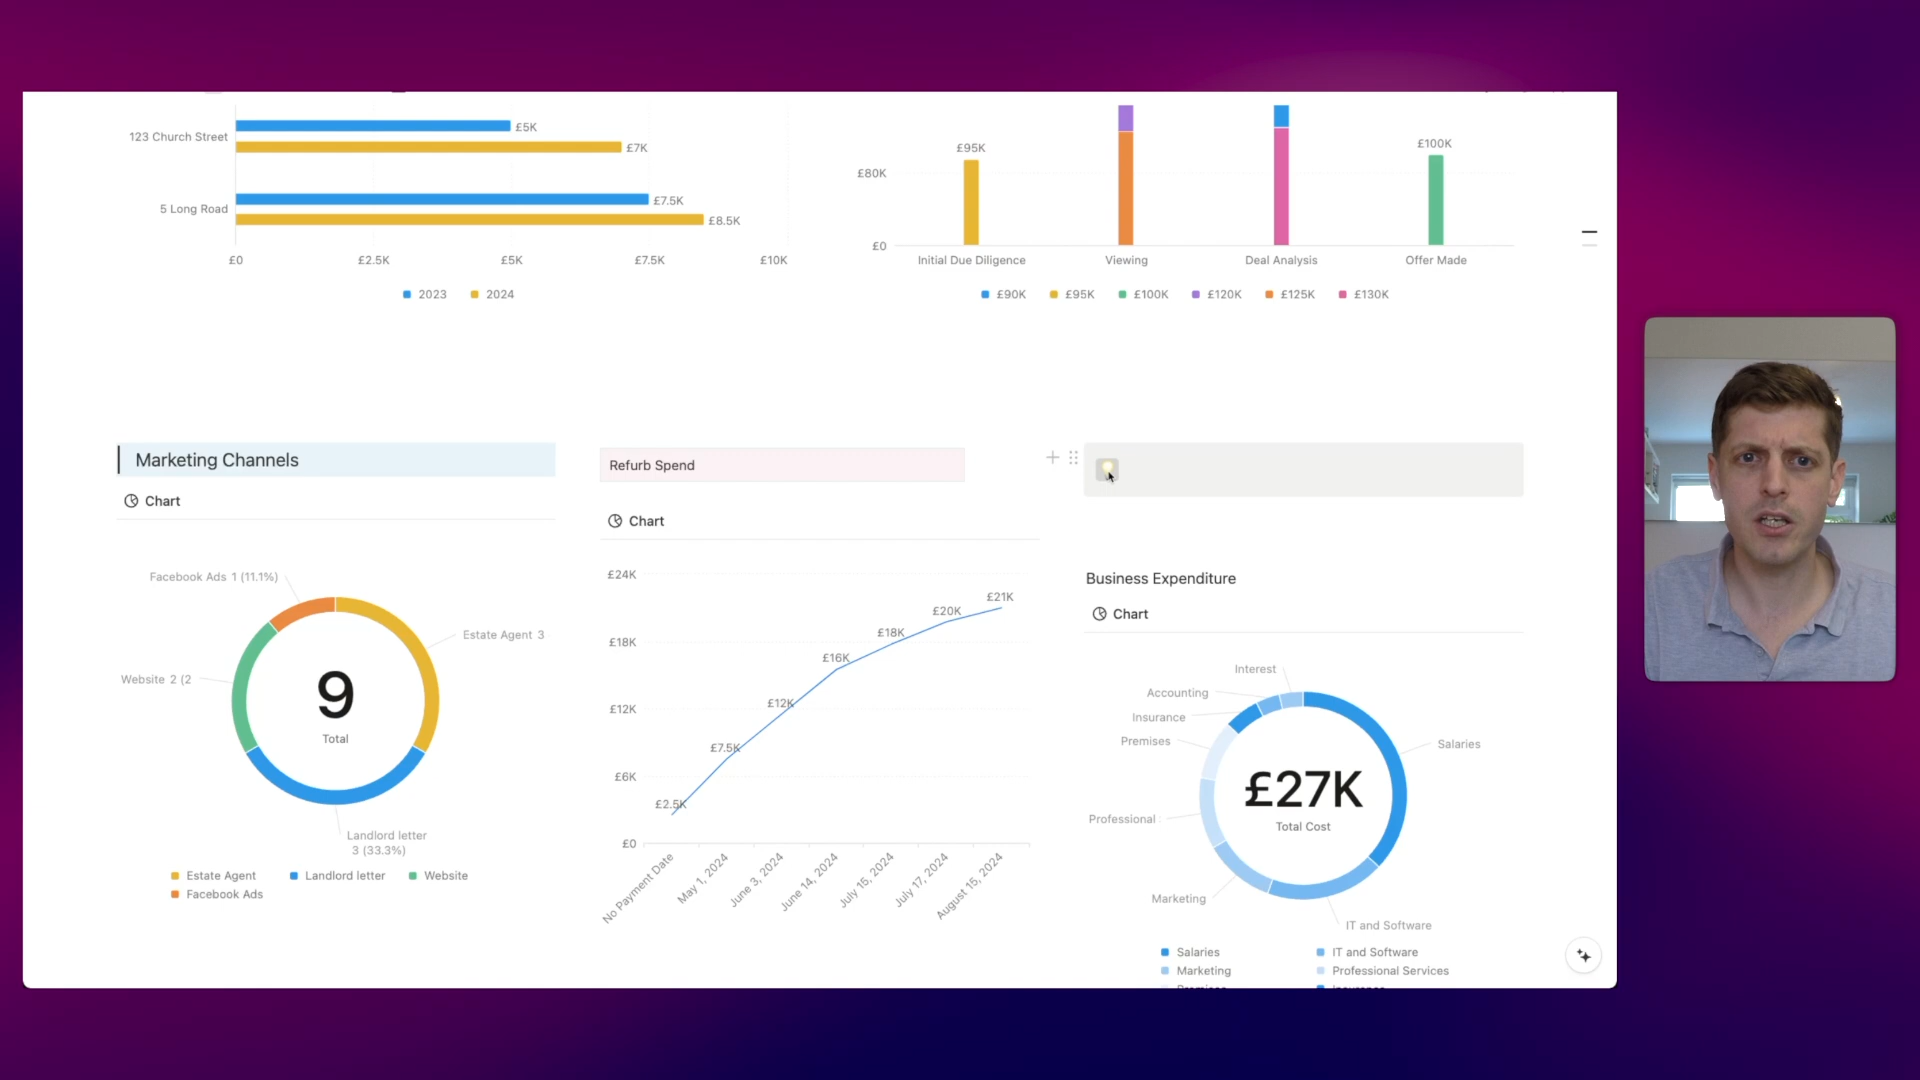 123 Church Street
£5K
£7K
5 Long Road
£7.5K
£8.5K
£0
£2.5K
£5K
£7.5K
£10K
2023
2024
£80K
£0
£95K
£100K
Initial Due Diligence
Viewing
Deal Analysis
Offer Made
£90K
£95K
£100K
£120K
£125K
£130K
Marketing Channels
Chart
Facebook Ads 1 (11.1%)
Estate Agent 3
Website 2 (2
9
Total
Landlord letter
3 (33.3%)
Estate Agent
Landlord letter
Website
Facebook Ads
Refurb Spend
Chart
£24K
£18K
£12K
£6K
£0
£2.5K
£7.5K
£12K
£16K
£18K
£20K
£21K
No Payment Date
May 1, 2024
June 3, 2024
June 14, 2024
July 15, 2024
July 17, 2024
August 15, 2024
Business Expenditure
Chart
Interest
Accounting
Insurance
Premises
Salaries
£27K
Total Cost
Professional
Marketing
IT and Software
Salaries
IT and Software
Marketing
Professional Services